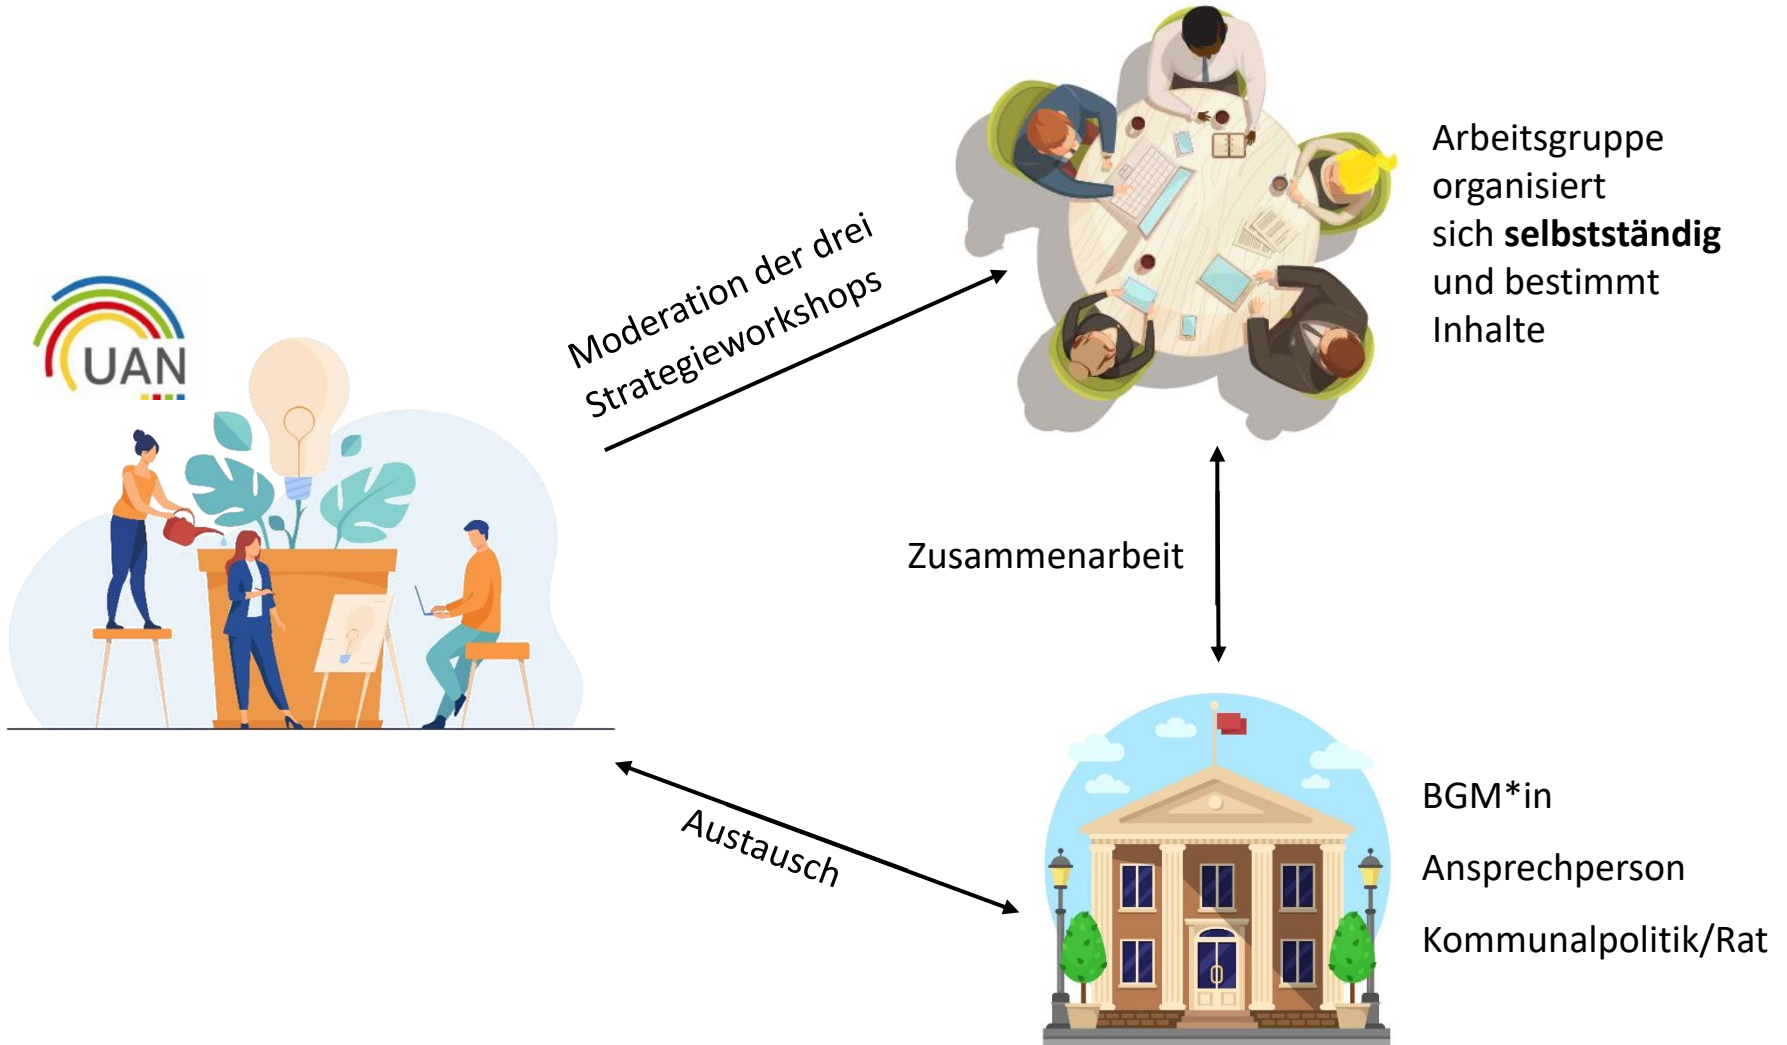 UAN
Moderation der drei
Strategieworkshops
Arbeitsgruppe
organisiert
sich selbstständig
und bestimmt
Inhalte
Zusammenarbeit
Austausch
BGM*in
Ansprechperson
Kommunalpolitik/Rat